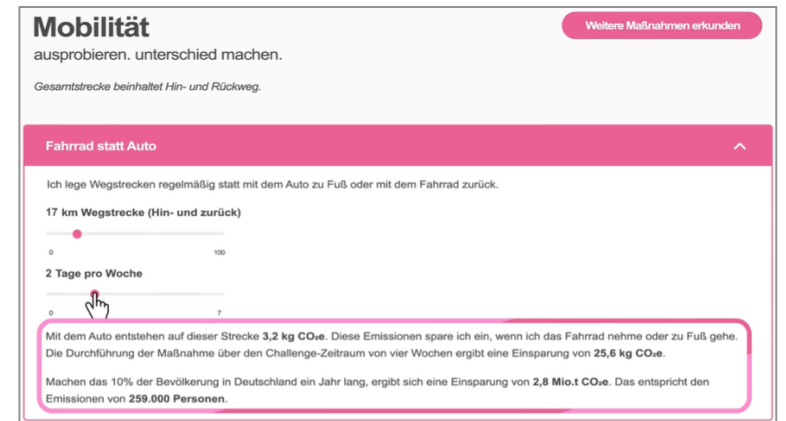 Mobilität
Weitere Maßnahmen erkunden
ausprobieren. unterschied machen.
Gesamtstrecke beinhaltet Hin- und Rückweg.
Fahrrad statt Auto
Ich lege Wegstrecken regelmäßig statt mit dem Auto zu Fuß oder mit dem Fahrrad zurück.
17 km Wegstrecke (Hin- und zurück)
0 100
2 Tage pro Woche
0 7
Mit dem Auto entstehen auf dieser Strecke 3,2 kg CO₂e. Diese Emissionen spare ich ein, wenn ich das Fahrrad nehme oder zu Fuß gehe.
Die Durchführung der Maßnahme über den Challenge-Zeitraum von vier Wochen ergibt eine Einsparung von 25,6 kg CO₂e.
Machen das 10% der Bevölkerung in Deutschland ein Jahr lang, ergibt sich eine Einsparung von 2,8 Mio.t CO₂e. Das entspricht den
Emissionen von 259.000 Personen.